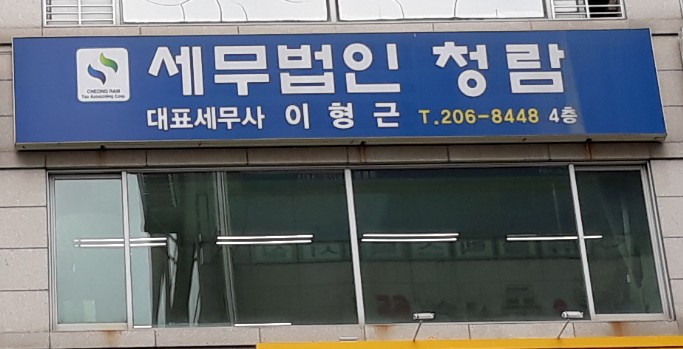 세무법인 청람
CHEONG RAM
Tax Accounting Corp
대표세무사 이형근 T.206-8448 4층